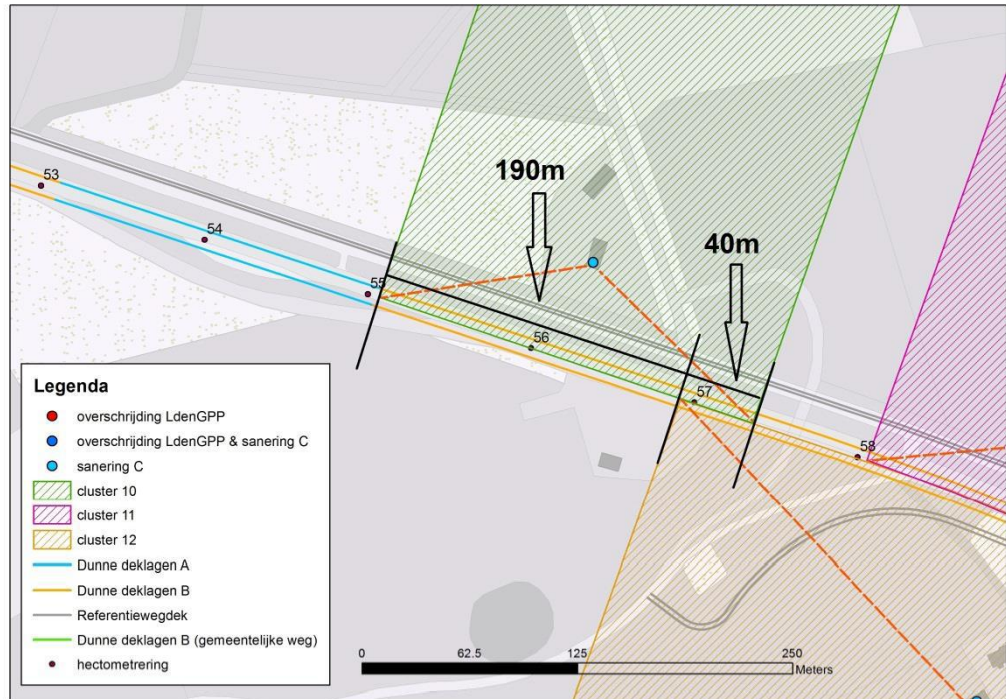 53
54
190m
40m
55
56
57
58
Legenda
overschrijding LdenGPP
overschrijding LdenGPP & sanering C
sanering C
cluster 10
cluster 11
cluster 12
Dunne deklagen A
Dunne deklagen B
Referentiewegdek
Dunne deklagen B (gemeentelijke weg)
hectometrering
0 62.5 125 250
Meters